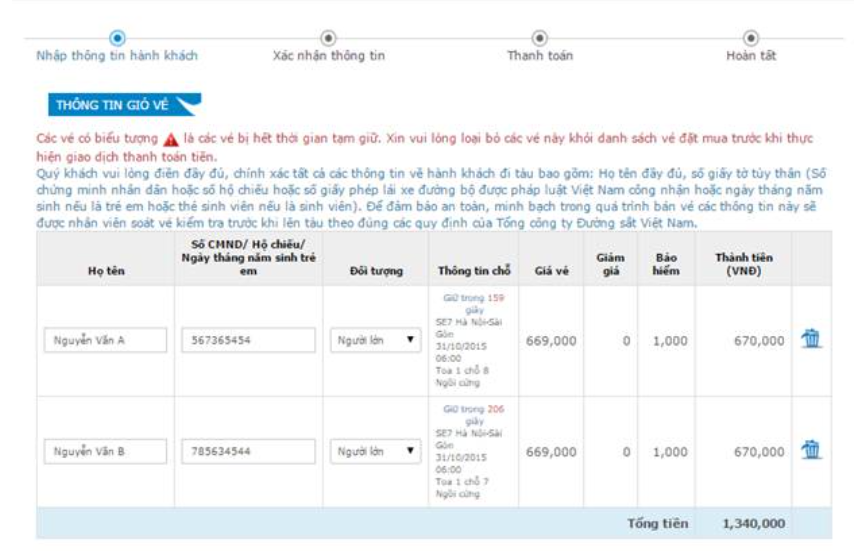 Nhập thông tin hành khách
Xác nhận thông tin
Thanh toán
Hoàn tất
THÔNG TIN GIỎ VÉ
Các vé có biểu tượng là các vé bị hết thời gian tạm giữ. Xin vui lòng loại bỏ các vé này khỏi danh sách vé đặt mua trước khi thực
hiện giao dịch thanh toán tiền.
Quý khách vui lòng điền đầy đủ, chính xác tất cả các thông tin về hành khách đi tàu bao gồm: Họ tên đầy đủ, số giấy tờ tùy thân (Số
chứng minh nhân dân hoặc số hộ chiếu hoặc số giấy phép lái xe đường bộ được pháp luật Việt Nam công nhận hoặc ngày tháng năm
sinh nếu là trẻ em hoặc thẻ sinh viên nếu là sinh viên). Để đảm bảo an toàn, minh bạch trong quá trình bán vé các thông tin này sẽ
được nhân viên soát vé kiểm tra trước khi lên tàu theo đúng các quy định của Tổng công ty Đường sắt Việt Nam.
Họ tên
Số CMND/ Hộ chiếu/
Ngày tháng năm sinh trẻ
em
Đối tượng
Thông tin chỗ
Giá vé
Giảm
giá
Bảo
hiểm
Thành tiền
(VNĐ)
Nguyễn Văn A
567365454
Người lớn
Giữ trong 159
giây
SE7 Hà Nội-Sài
Gòn
31/10/2015
06:00
Toa 1 chỗ 8
Ngồi cứng
669,000
0
1,000
670,000
Nguyễn Văn B
785634544
Người lớn
Giữ trong 206
giây
SE7 Hà Nội-Sài
Gòn
31/10/2015
06:00
Toa 1 chỗ 7
Ngồi cứng
669,000
0
1,000
670,000
Tổng tiền
1,340,000